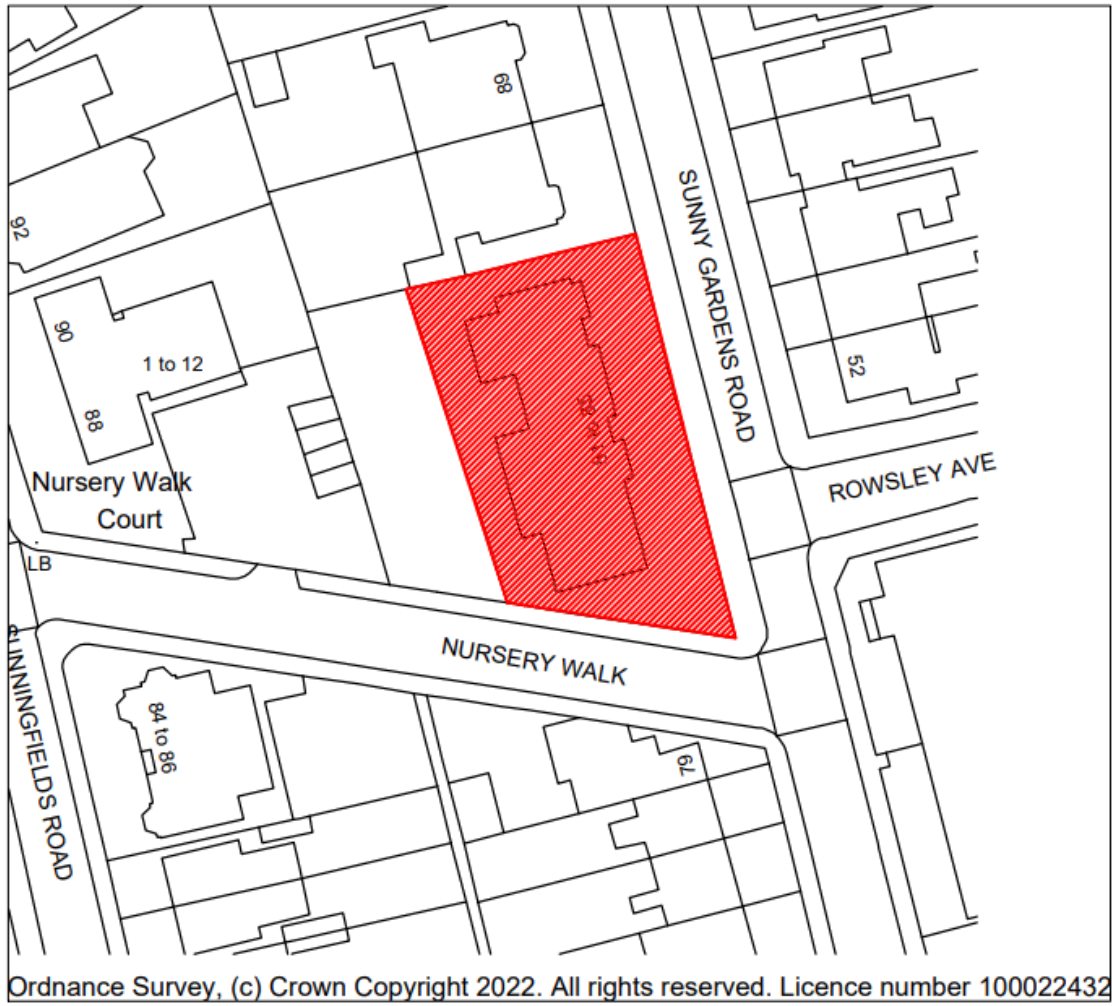 89
SUNNY GARDENS ROAD
92
90
1 to 12
88
52
Nursery Walk
Court
ROWSLEY AVE
LB
NURSERY WALK
SUNNINGFIELDS ROAD
84 to 86
79
Ordnance Survey, (c) Crown Copyright 2022. All rights reserved. Licence number 100022432